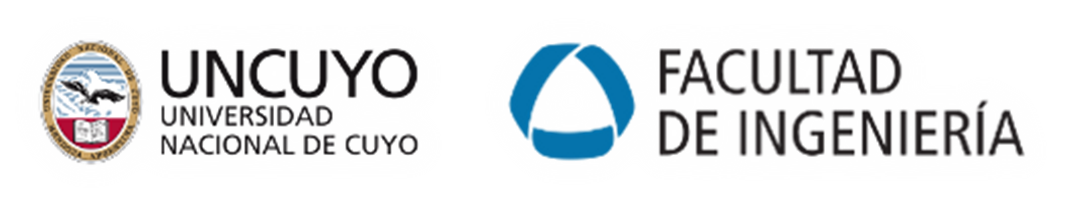 UNCUYO
UNIVERSIDAD
NACIONAL DE CUYO
FACULTAD
DE INGENIERÍA